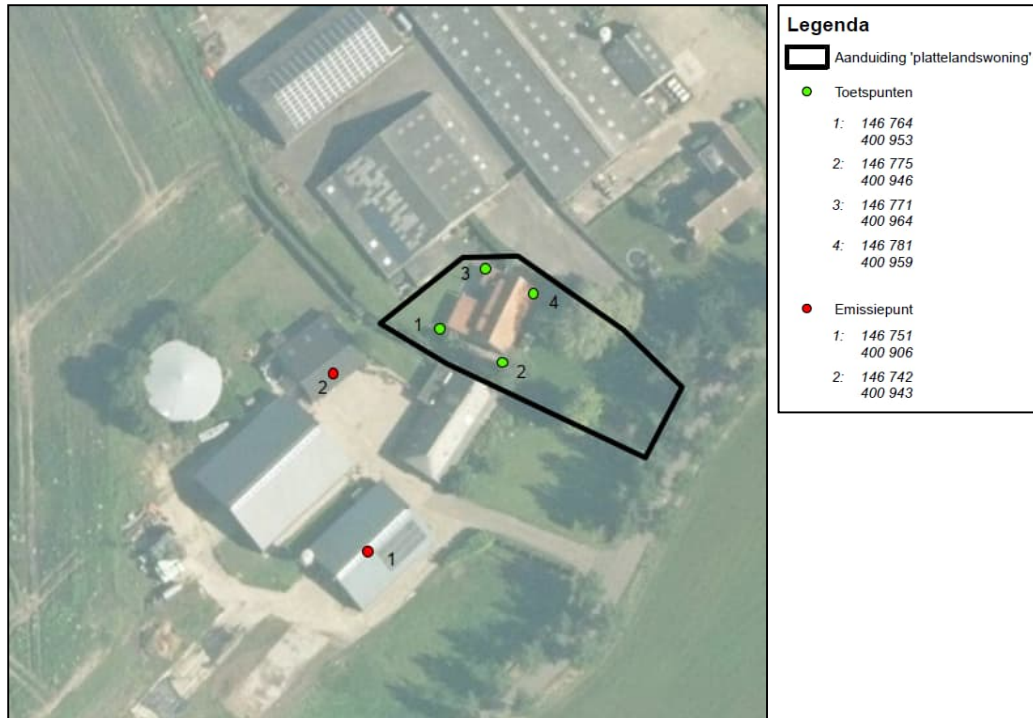 Legenda
Aanduiding 'plattelandswoning'
Toetspunten
1: 146 764
400 953
2: 146 775
400 946
3: 146 771
400 964
4: 146 781
400 959
Emissiepunt
1: 146 751
400 906
2: 146 742
400 943
3
4
1
2
2
1